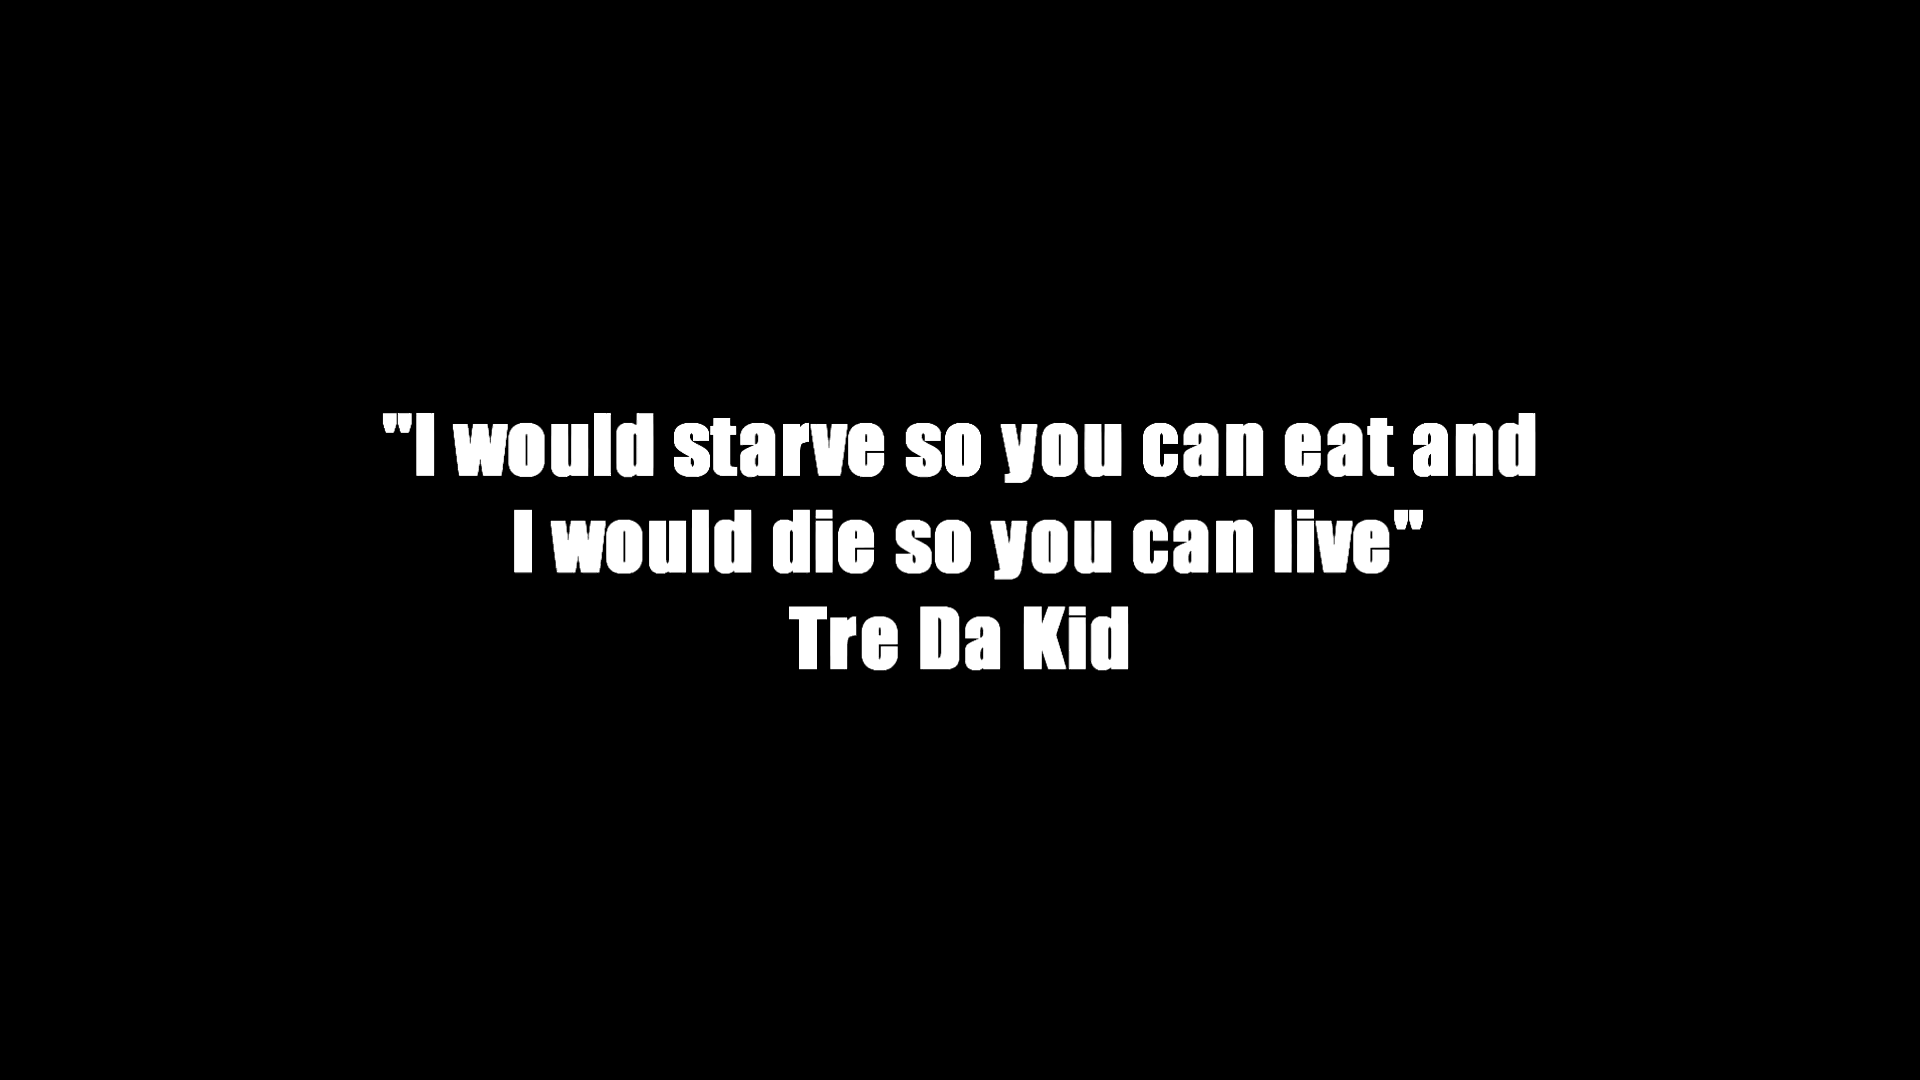 "I would starve so you can eat and
I would die so you can live"
Tre Da Kid